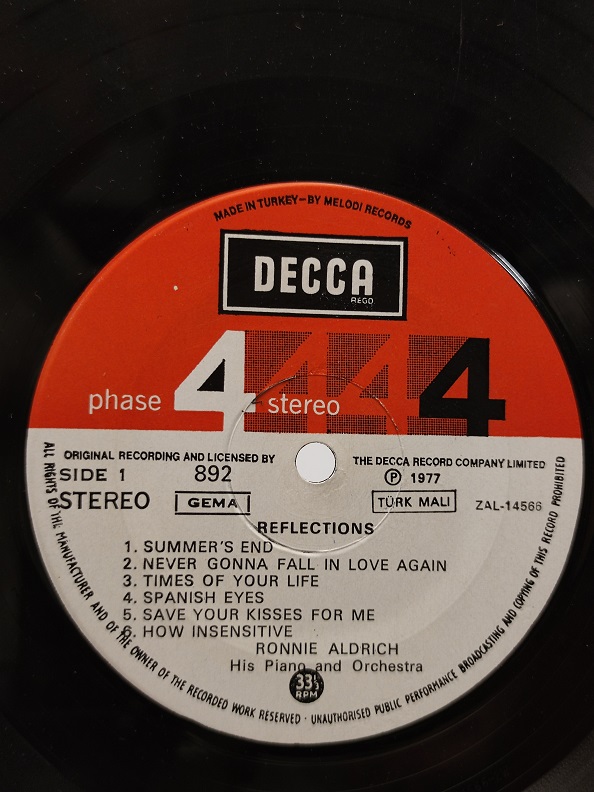 MADE IN TURKEY—BY MELODI RECORDS
DECCA
REGD
phase 4 stereo 4 4 4
ORIGINAL RECORDING AND LICENSED BY THE DECCA RECORD COMPANY LIMITED
SIDE 1 892 Ⓟ 1977
STEREO GEMA TÜRK MALI ZAL-14566
REFLECTIONS
1. SUMMER'S END
2. NEVER GONNA FALL IN LOVE AGAIN
3. TIMES OF YOUR LIFE
4. SPANISH EYES
5. SAVE YOUR KISSES FOR ME
6. HOW INSENSITIVE
RONNIE ALDRICH
His Piano and Orchestra
33⅓
RPM
ALL RIGHTS OF THE MANUFACTURER AND OF THE OWNER OF THE RECORDED WORK RESERVED · UNAUTHORISED PUBLIC PERFORMANCE BROADCASTING AND COPYING OF THIS RECORD PROHIBITED